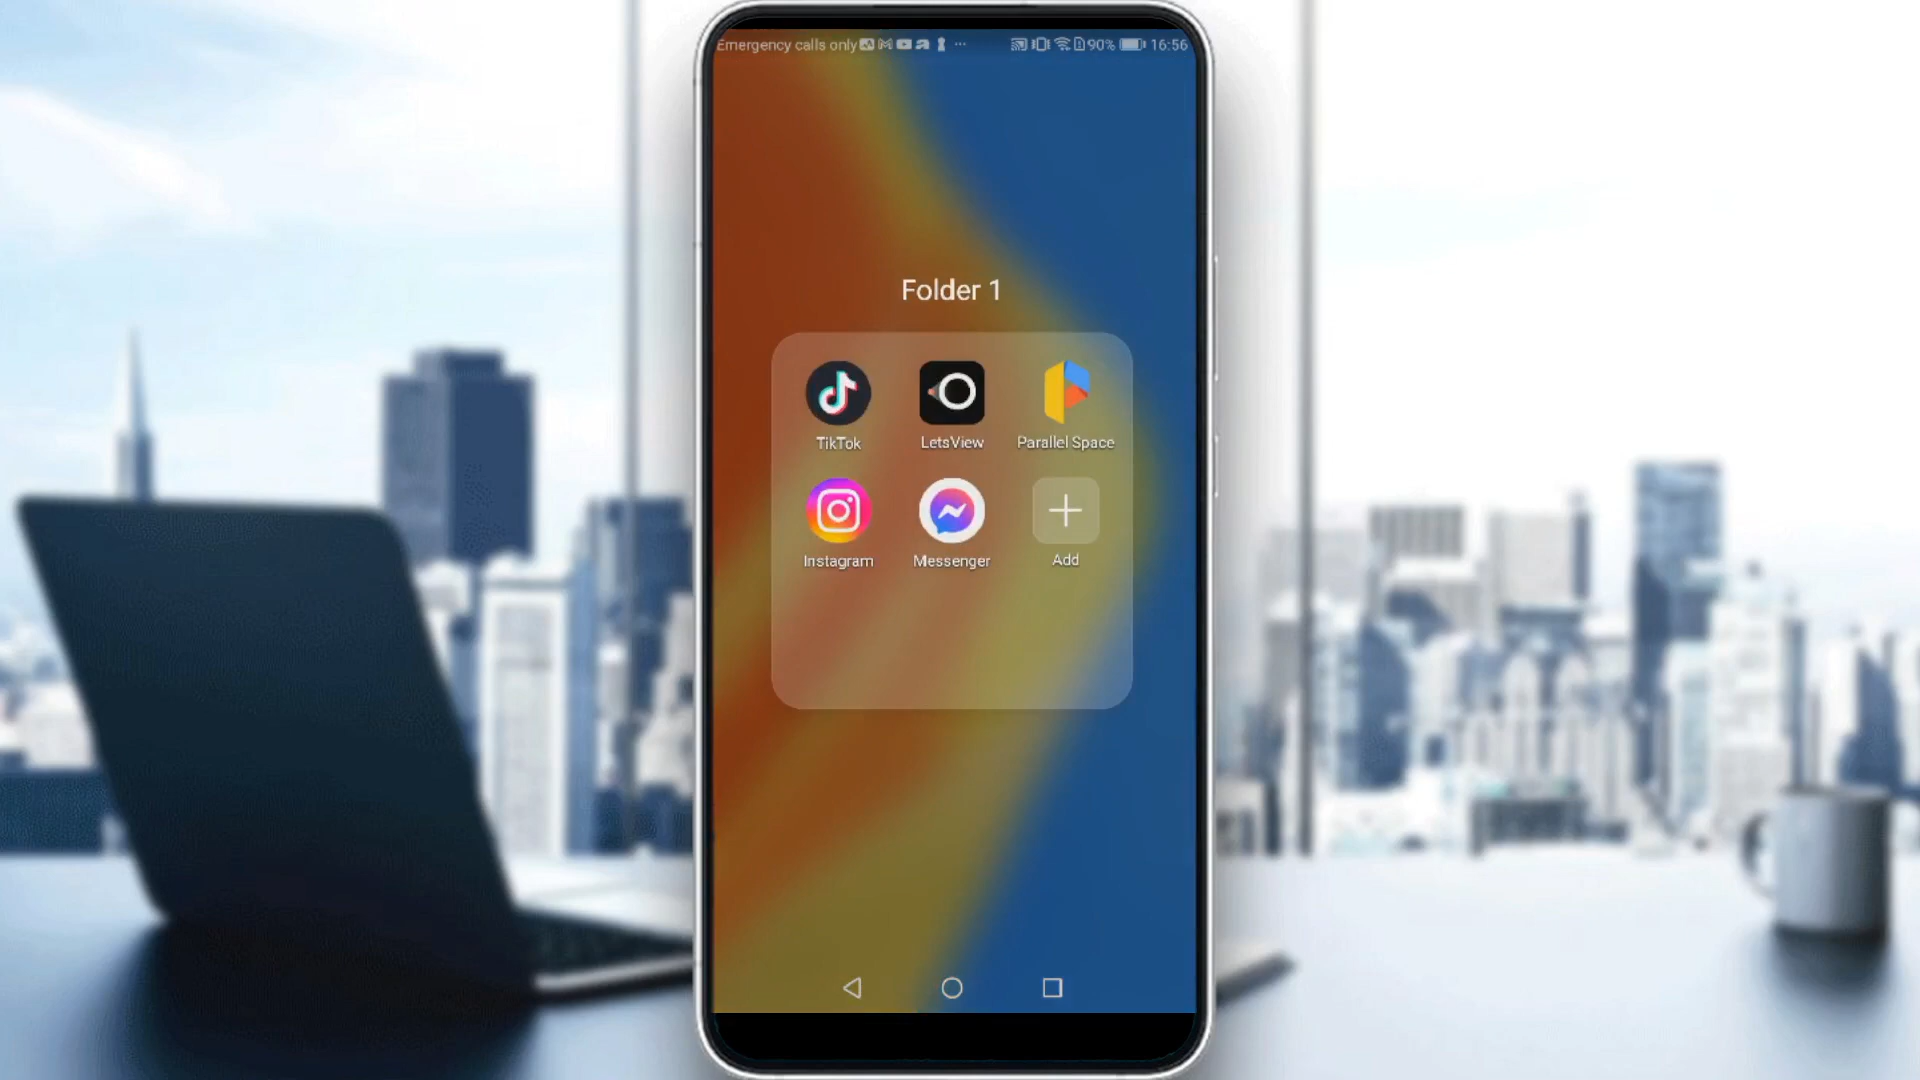 Emergency calls only 90% 16:56
Folder 1
TikTok LetsView Parallel Space
Instagram Messenger Add